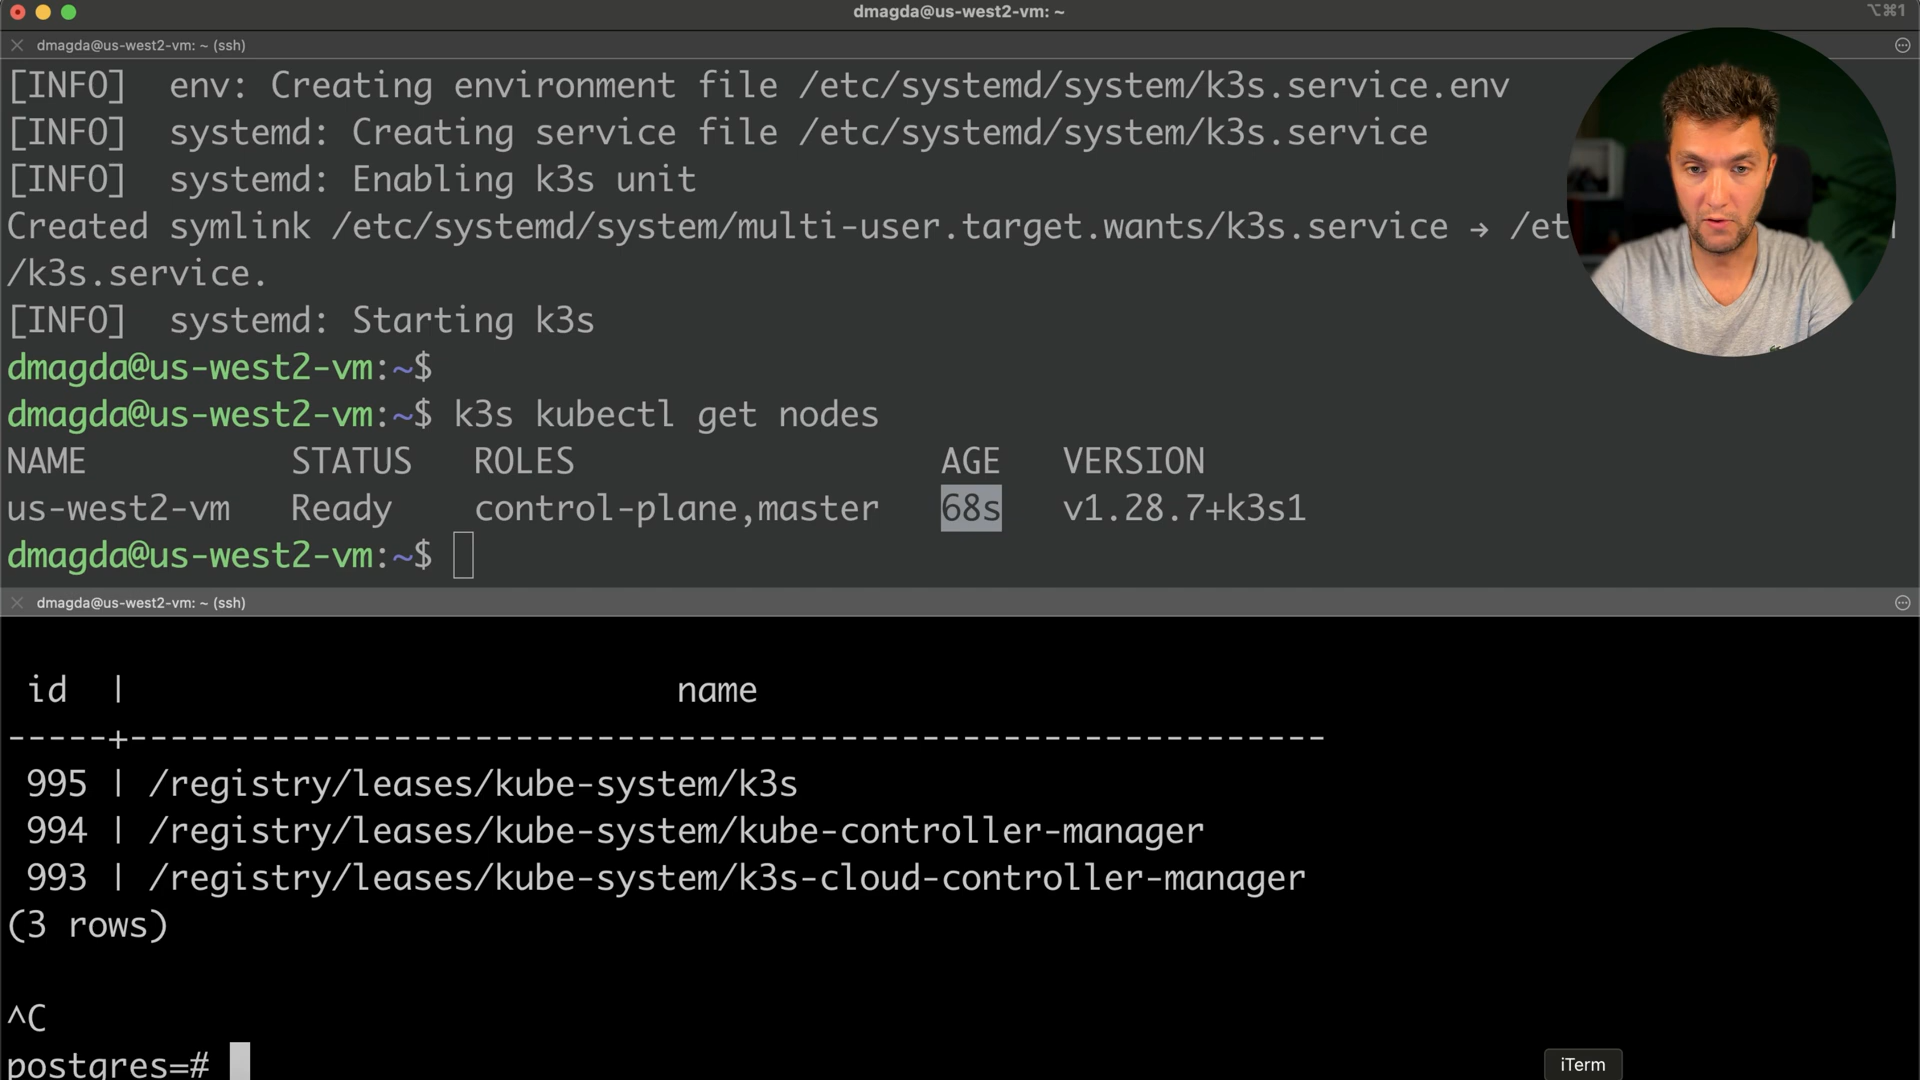 dmagda@us-west2-vm: ~
⌥⌘1
dmagda@us-west2-vm: ~ (ssh)
[INFO]  env: Creating environment file /etc/systemd/system/k3s.service.env
[INFO]  systemd: Creating service file /etc/systemd/system/k3s.service
[INFO]  systemd: Enabling k3s unit
Created symlink /etc/systemd/system/multi-user.target.wants/k3s.service → /et
/k3s.service.
[INFO]  systemd: Starting k3s
dmagda@us-west2-vm:~$
dmagda@us-west2-vm:~$ k3s kubectl get nodes
NAME          STATUS   ROLES                  AGE   VERSION
us-west2-vm   Ready    control-plane,master   68s   v1.28.7+k3s1
dmagda@us-west2-vm:~$
dmagda@us-west2-vm: ~ (ssh)
id  |                           name
-----+-----------------------------------------------------------
995 | /registry/leases/kube-system/k3s
994 | /registry/leases/kube-system/kube-controller-manager
993 | /registry/leases/kube-system/k3s-cloud-controller-manager
(3 rows)
^C
postgres=#
iTerm